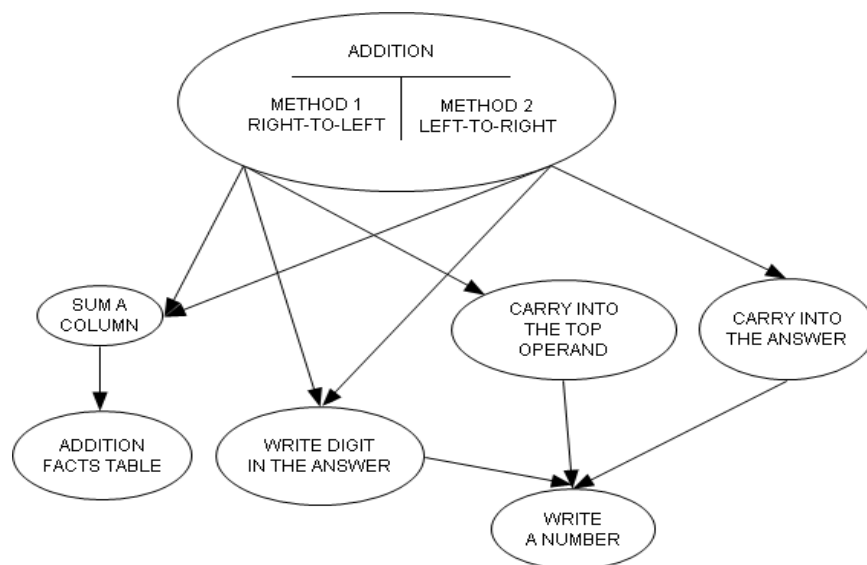 ADDITION
METHOD 1
RIGHT-TO-LEFT
METHOD 2
LEFT-TO-RIGHT
SUM A
COLUMN
CARRY INTO
THE TOP
OPERAND
CARRY INTO
THE ANSWER
ADDITION
FACTS TABLE
WRITE DIGIT
IN THE ANSWER
WRITE
A NUMBER